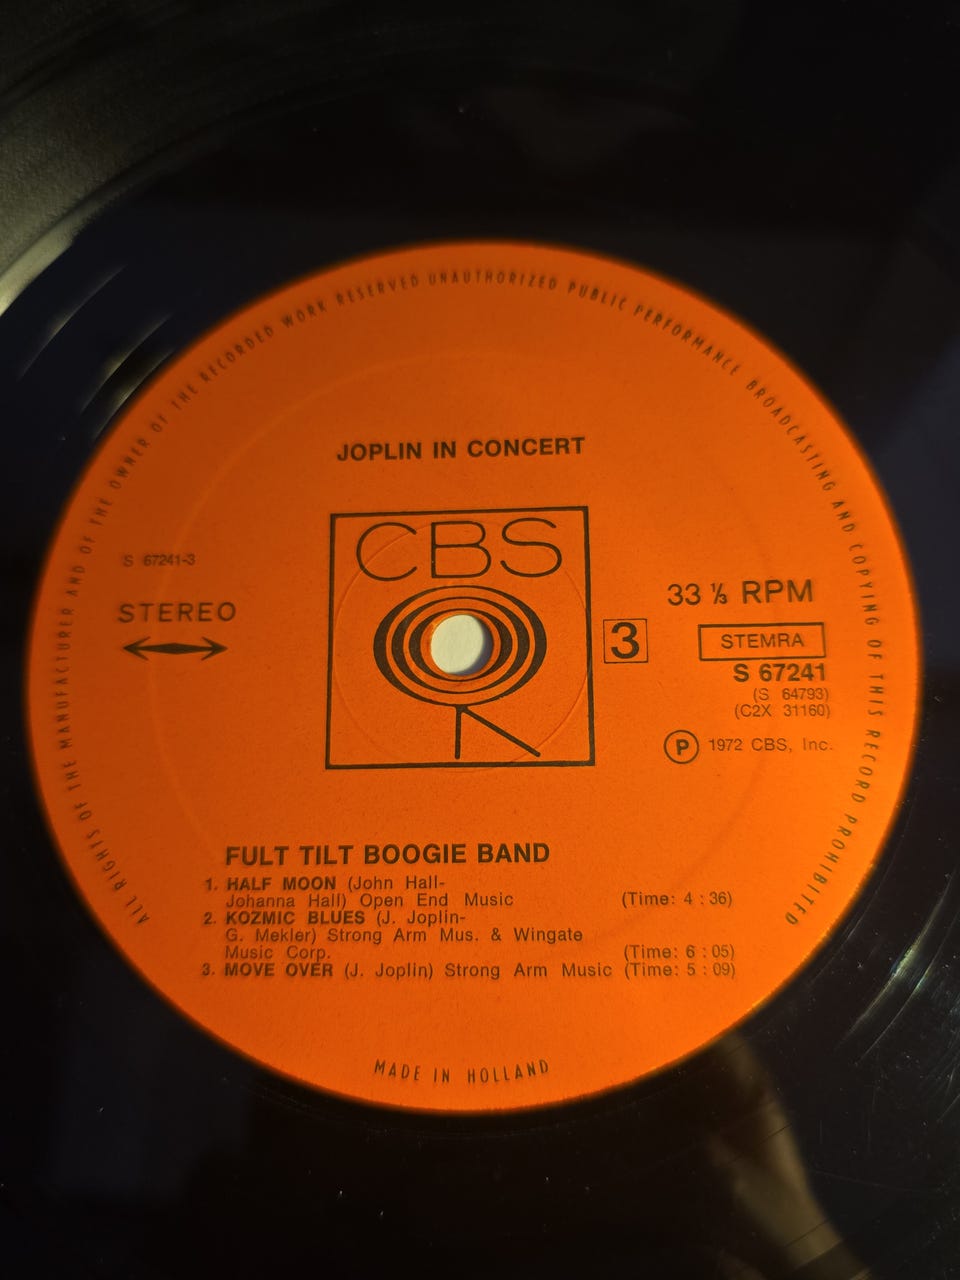 ALL RIGHTS OF THE MANUFACTURER AND OF THE OWNER OF THE RECORDED WORK RESERVED UNAUTHORIZED PUBLIC PERFORMANCE BROADCASTING AND COPYING OF THIS RECORD PROHIBITED
JOPLIN IN CONCERT
CBS
S 67241-3
STEREO
3
33 ⅓ RPM
STEMRA
S 67241
(S 64793)
(C2X 31160)
Ⓟ 1972 CBS, Inc.
FULT TILT BOOGIE BAND
1. HALF MOON (John Hall-
Johanna Hall) Open End Music (Time: 4 : 36)
2. KOZMIC BLUES (J. Joplin-
G. Mekler) Strong Arm Mus. & Wingate
Music Corp. (Time: 6 : 05)
3. MOVE OVER (J. Joplin) Strong Arm Music (Time: 5 : 09)
MADE IN HOLLAND